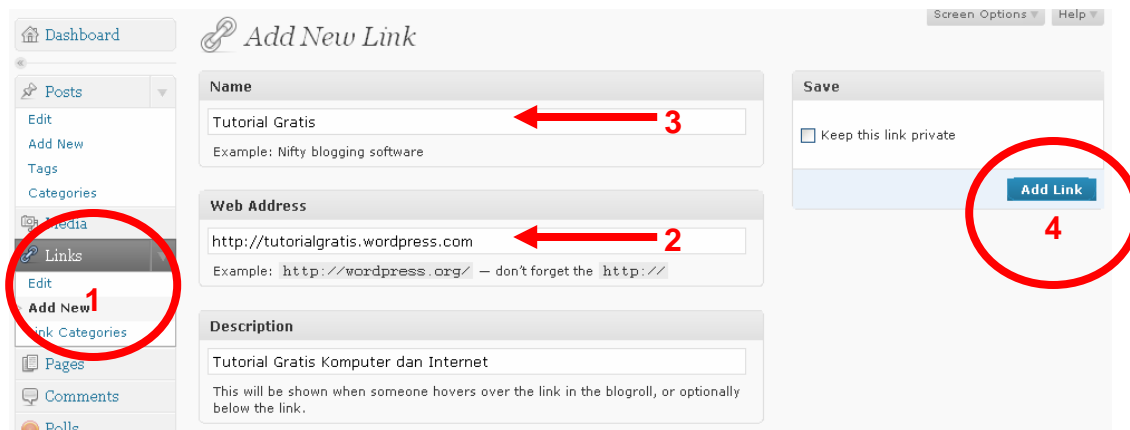 Screen Options Help
Dashboard
Add New Link
Posts
Edit
Add New
Tags
Categories
Media
Links
Edit
Add New
1
Link Categories
Pages
Comments
Polls
Name
Tutorial Gratis
3
Example: Nifty blogging software
Web Address
http://tutorialgratis.wordpress.com
2
Example: http://wordpress.org/ — don't forget the http://
Description
Tutorial Gratis Komputer dan Internet
This will be shown when someone hovers over the link in the blogroll, or optionally
below the link.
Save
Keep this link private
Add Link
4